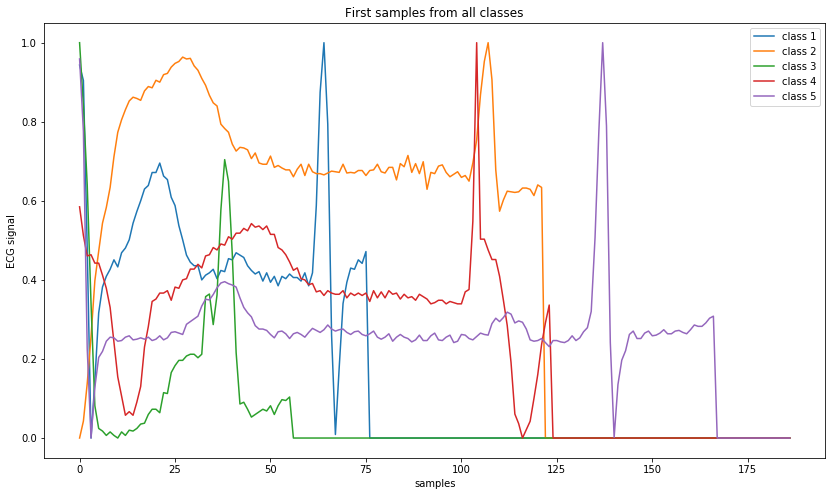 First samples from all classes
class 1
class 2
class 3
class 4
class 5
1.0
0.8
0.6
0.4
0.2
0.0
ECG signal
0 25 50 75 100 125 150 175
samples